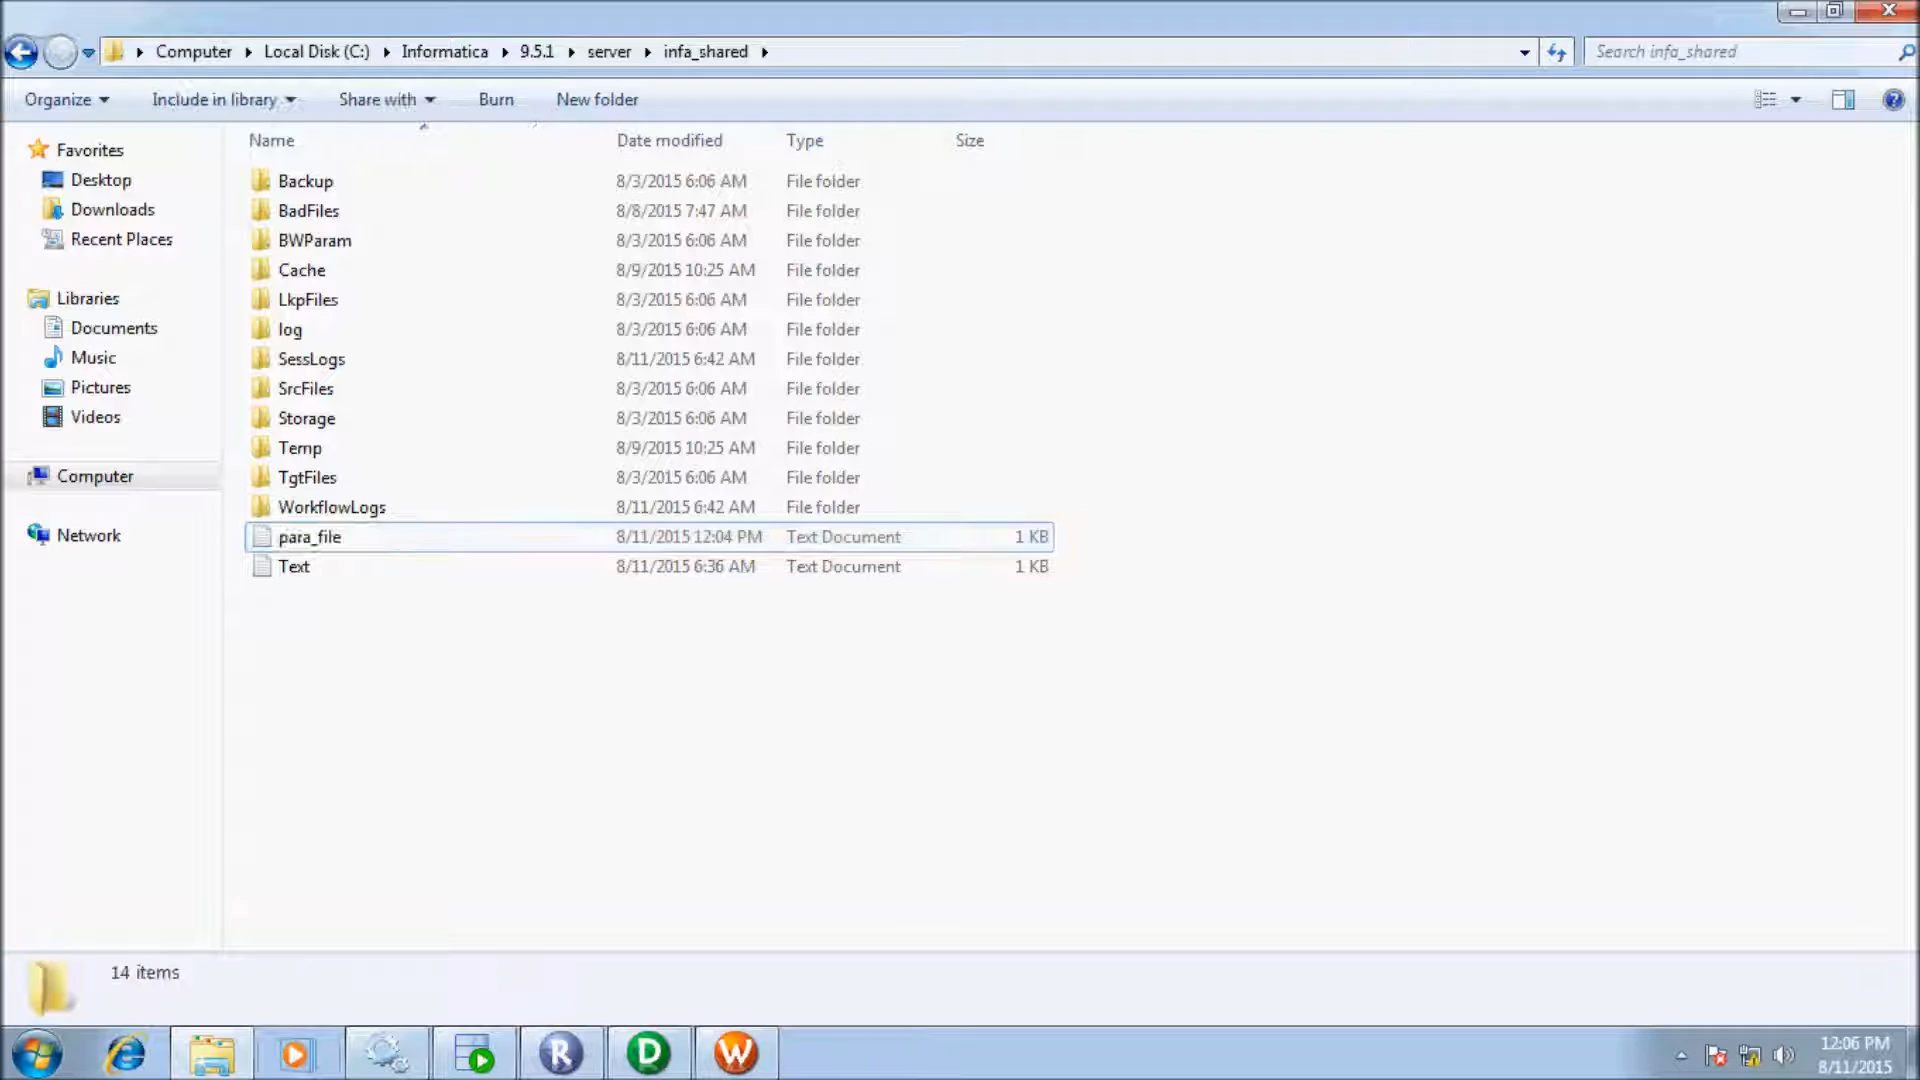 Computer Local Disk (C:) Informatica 9.5.1 server infa_shared
Search infa_shared
Organize Include in library Share with Burn New folder
Name Date modified Type Size
Favorites
Desktop
Downloads
Recent Places
Libraries
Documents
Music
Pictures
Videos
Computer
Network
Backup 8/3/2015 6:06 AM File folder
BadFiles 8/8/2015 7:47 AM File folder
BWParam 8/3/2015 6:06 AM File folder
Cache 8/9/2015 10:25 AM File folder
LkpFiles 8/3/2015 6:06 AM File folder
log 8/3/2015 6:06 AM File folder
SessLogs 8/11/2015 6:42 AM File folder
SrcFiles 8/3/2015 6:06 AM File folder
Storage 8/3/2015 6:06 AM File folder
Temp 8/9/2015 10:25 AM File folder
TgtFiles 8/3/2015 6:06 AM File folder
WorkflowLogs 8/11/2015 6:42 AM File folder
para_file 8/11/2015 12:04 PM Text Document 1 KB
Text 8/11/2015 6:36 AM Text Document 1 KB
14 items
R D W
12:06 PM
8/11/2015